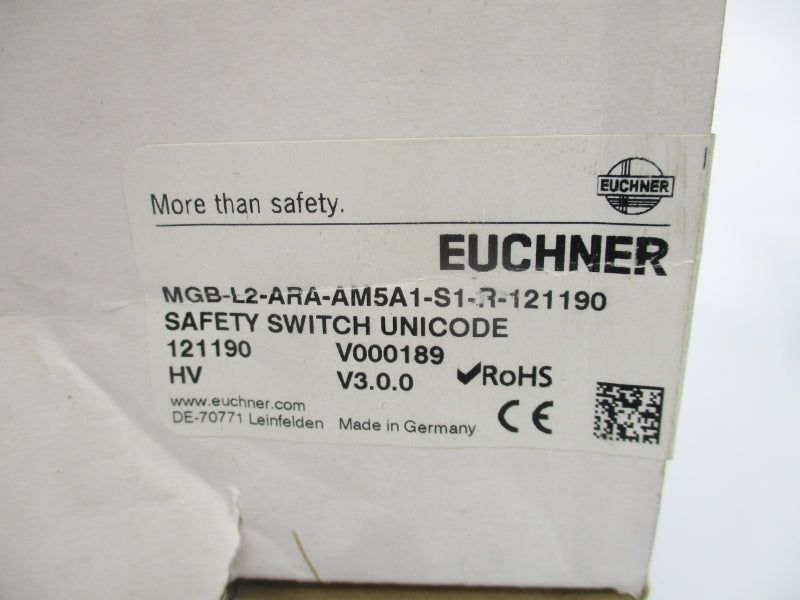 EUCHNER
More than safety.
EUCHNER
MGB-L2-ARA-AM5A1-S1-R-121190
SAFETY SWITCH UNICODE
121190 V000189
HV V3.0.0 ✔RoHS
www.euchner.com
DE-70771 Leinfelden Made in Germany CE